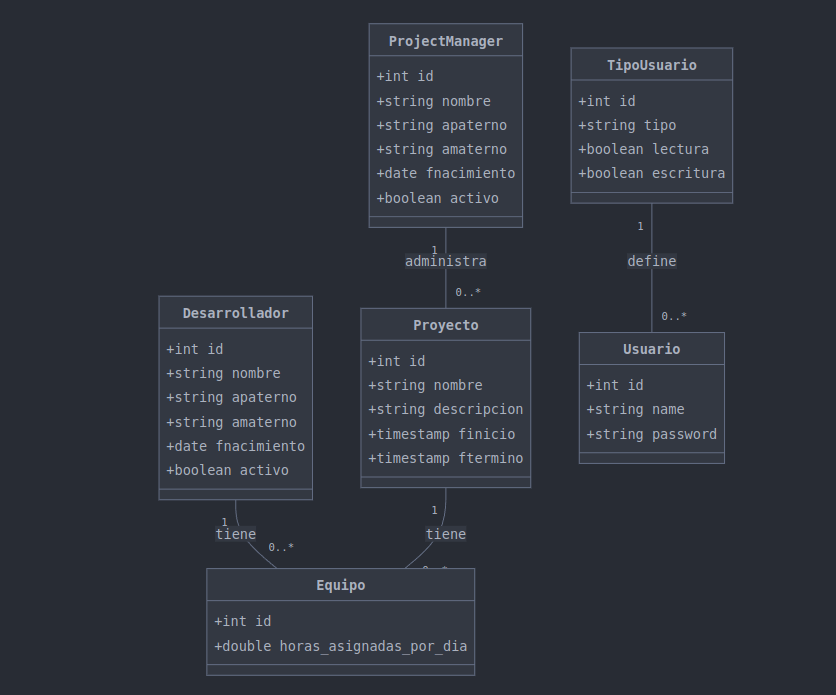 ProjectManager
+int id
+string nombre
+string apaterno
+string amaterno
+date fnacimiento
+boolean activo
TipoUsuario
+int id
+string tipo
+boolean lectura
+boolean escritura
1
administra
0..*
1
define
0..*
Desarrollador
+int id
+string nombre
+string apaterno
+string amaterno
+date fnacimiento
+boolean activo
Proyecto
+int id
+string nombre
+string descripcion
+timestamp finicio
+timestamp ftermino
Usuario
+int id
+string name
+string password
1
tiene
0..*
1
tiene
Equipo
+int id
+double horas_asignadas_por_dia